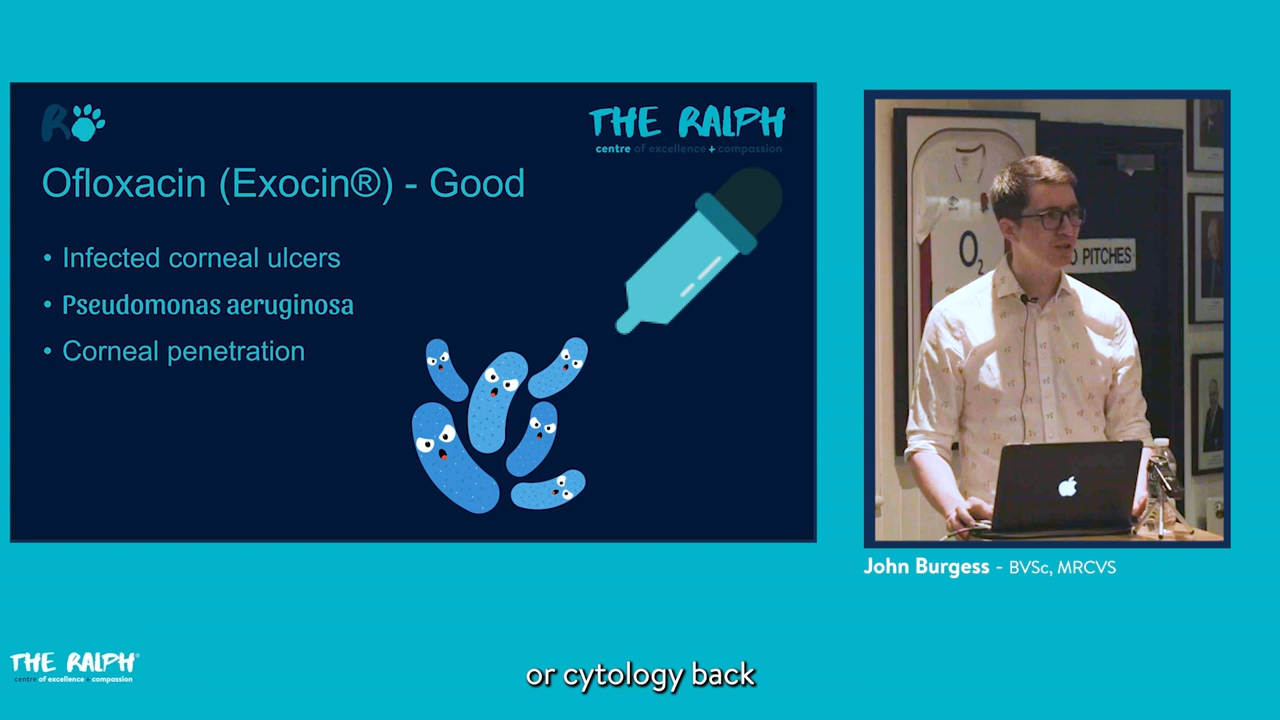 R
THE RALPH
centre of excellence + compassion
Ofloxacin (Exocin®) - Good
• Infected corneal ulcers
• Pseudomonas aeruginosa
• Corneal penetration
O2
O PITCHES
John Burgess - BVSc, MRCVS
THE RALPH®
centre of excellence + compassion
or cytology back